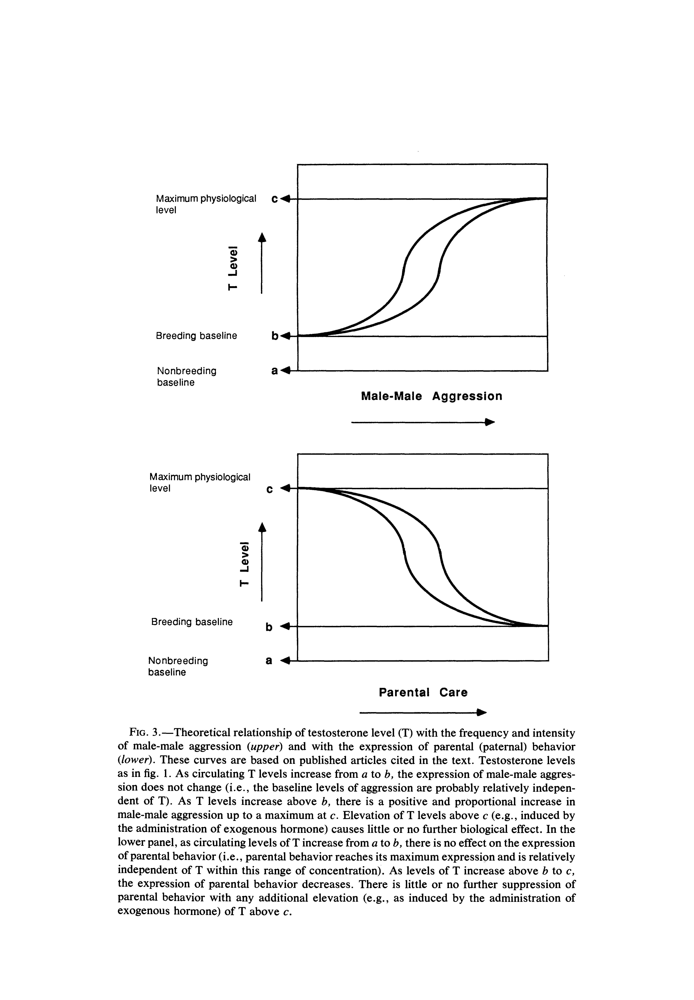 Maximum physiological
level
c
T Level
Breeding baseline
b
Nonbreeding
baseline
a
Male-Male Aggression
Maximum physiological
level
c
T Level
Breeding baseline
b
Nonbreeding
baseline
a
Parental Care
FIG. 3.—Theoretical relationship of testosterone level (T) with the frequency and intensity
of male-male aggression (upper) and with the expression of parental (paternal) behavior
(lower). These curves are based on published articles cited in the text. Testosterone levels
as in fig. 1. As circulating T levels increase from a to b, the expression of male-male aggres-
sion does not change (i.e., the baseline levels of aggression are probably relatively indepen-
dent of T). As T levels increase above b, there is a positive and proportional increase in
male-male aggression up to a maximum at c. Elevation of T levels above c (e.g., induced by
the administration of exogenous hormone) causes little or no further biological effect. In the
lower panel, as circulating levels of T increase from a to b, there is no effect on the expression
of parental behavior (i.e., parental behavior reaches its maximum expression and is relatively
independent of T within this range of concentration). As levels of T increase above b to c,
the expression of parental behavior decreases. There is little or no further suppression of
parental behavior with any additional elevation (e.g., as induced by the administration of
exogenous hormone) of T above c.